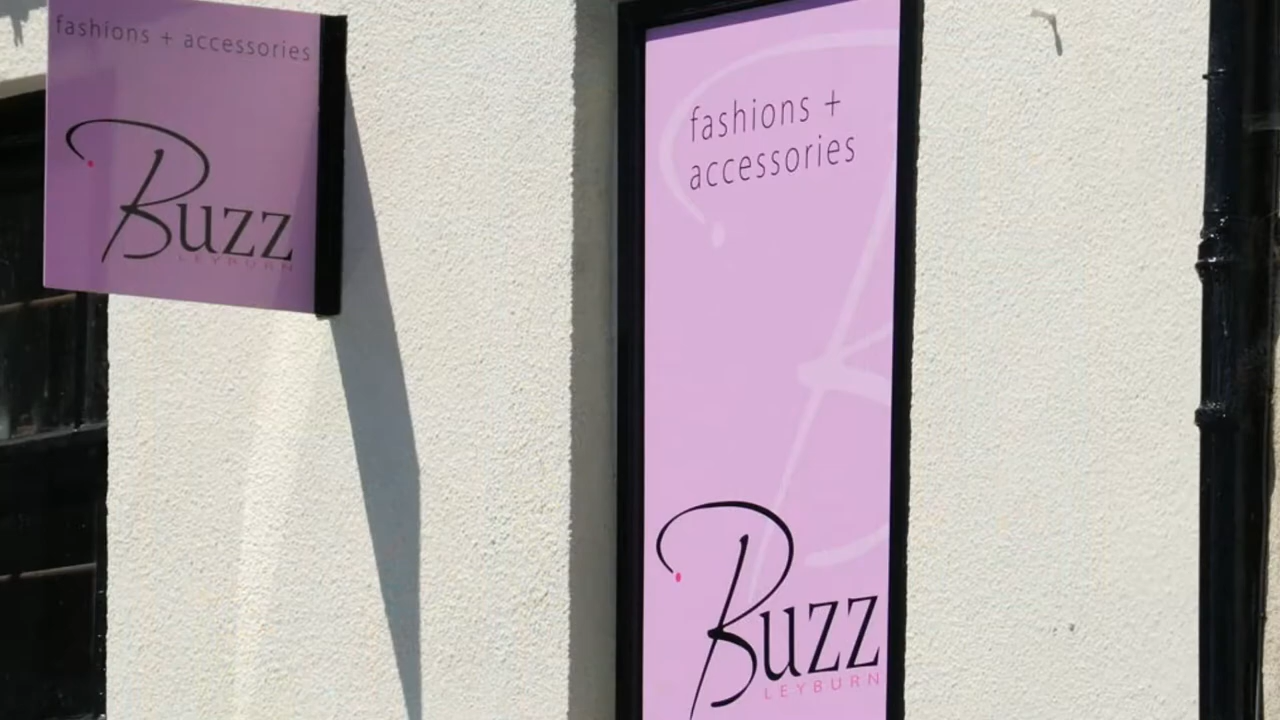 fashions + accessories
Buzz
LEYBURN
fashions +
accessories
Buzz
LEYBURN